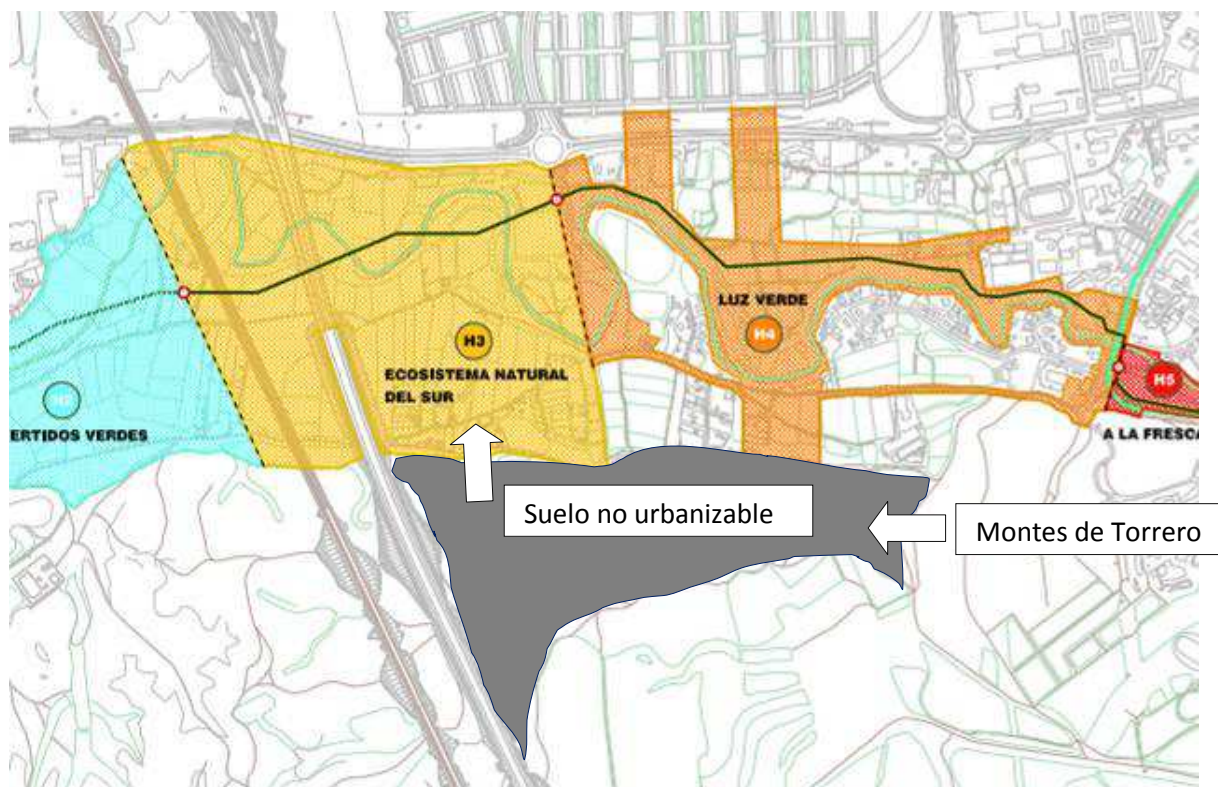 LUZ VERDE
H4
H3
ECOSISTEMA NATURAL
DEL SUR
H5
ERTIDOS VERDES
A LA FRESCA
Suelo no urbanizable
Montes de Torrero